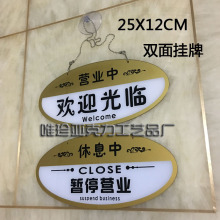 25X12CM
双面挂牌
营业中
欢迎光临
Welcome
唯珍亚克力工艺品厂
休息中
CLOSE
暂停营业
suspend business